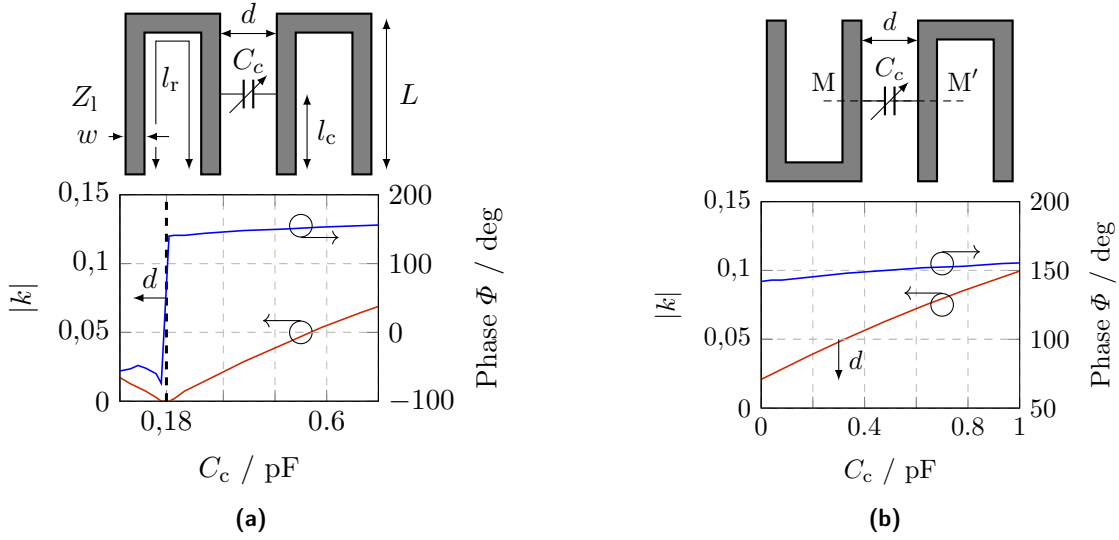 d
C_c
l_r
Z_l
L
w
l_c
0,15
200
0,1
100
d
|k|
Phase Φ / deg
0,05
0
0
−100
0,18
0.6
C_c / pF
(a)
d
M
C_c
M′
0,15
200
0,1
150
|k|
Phase Φ / deg
0,05
100
d
0
50
0
0.4
0.8
1
C_c / pF
(b)